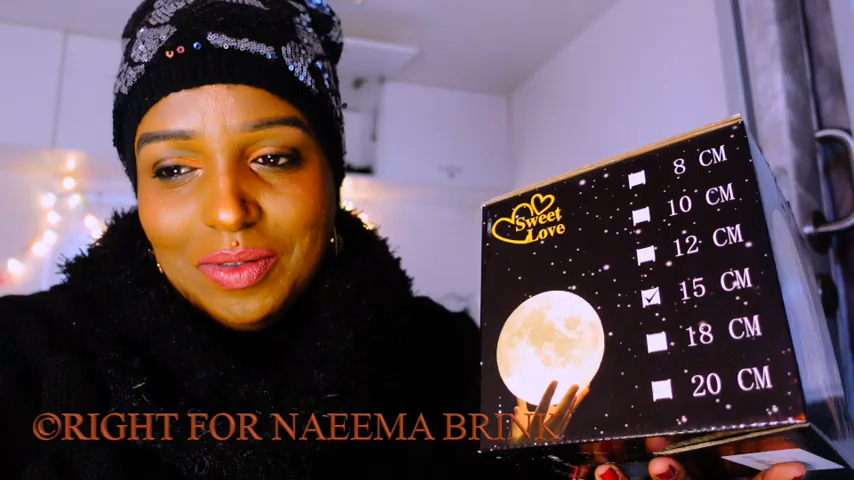 Sweet
Love
8 CM
10 CM
12 CM
15 CM
18 CM
20 CM
©RIGHT FOR NAEEMA BRINK